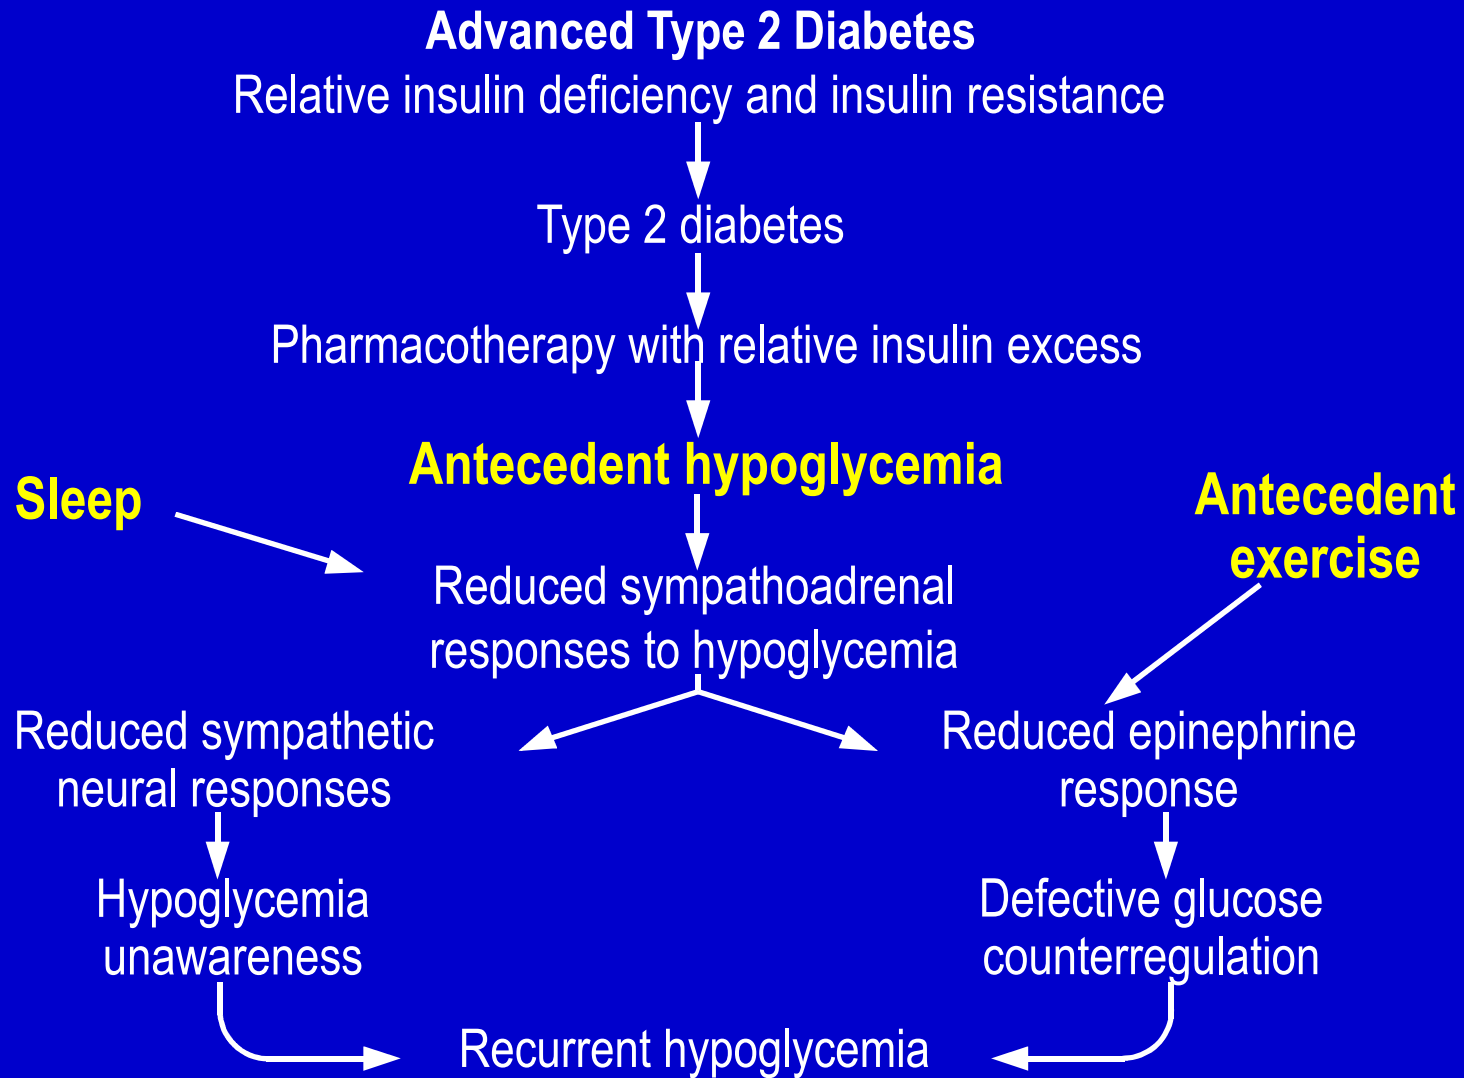 Advanced Type 2 Diabetes
Relative insulin deficiency and insulin resistance
Type 2 diabetes
Pharmacotherapy with relative insulin excess
Antecedent hypoglycemia
Sleep
Antecedent
exercise
Reduced sympathoadrenal
responses to hypoglycemia
Reduced sympathetic
neural responses
Reduced epinephrine
response
Hypoglycemia
unawareness
Defective glucose
counterregulation
Recurrent hypoglycemia